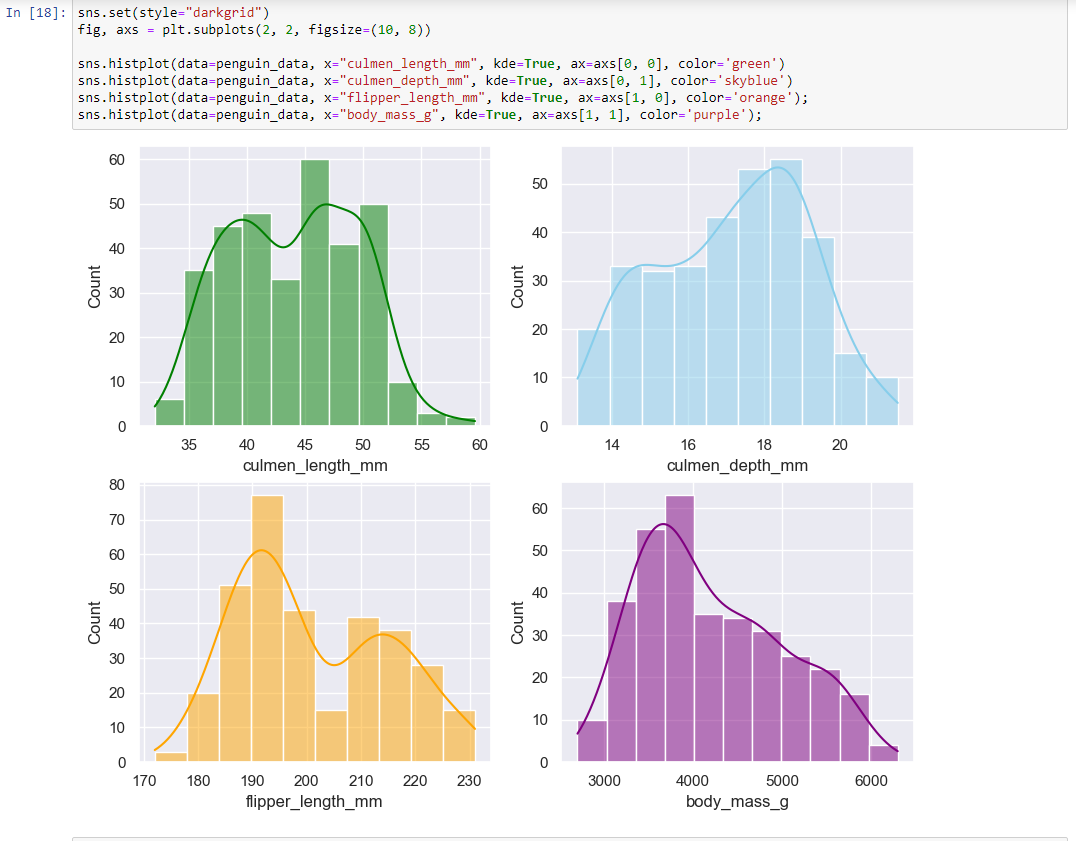 In [18]: sns.set(style="darkgrid")
fig, axs = plt.subplots(2, 2, figsize=(10, 8))
sns.histplot(data=penguin_data, x="culmen_length_mm", kde=True, ax=axs[0, 0], color='green')
sns.histplot(data=penguin_data, x="culmen_depth_mm", kde=True, ax=axs[0, 1], color='skyblue')
sns.histplot(data=penguin_data, x="flipper_length_mm", kde=True, ax=axs[1, 0], color='orange');
sns.histplot(data=penguin_data, x="body_mass_g", kde=True, ax=axs[1, 1], color='purple');
60
50
40
30
20
10
0
Count
35 40 45 50 55 60
culmen_length_mm
50
40
30
20
10
0
Count
14 16 18 20
culmen_depth_mm
80
70
60
50
40
30
20
10
0
Count
170 180 190 200 210 220 230
flipper_length_mm
60
50
40
30
20
10
0
Count
3000 4000 5000 6000
body_mass_g